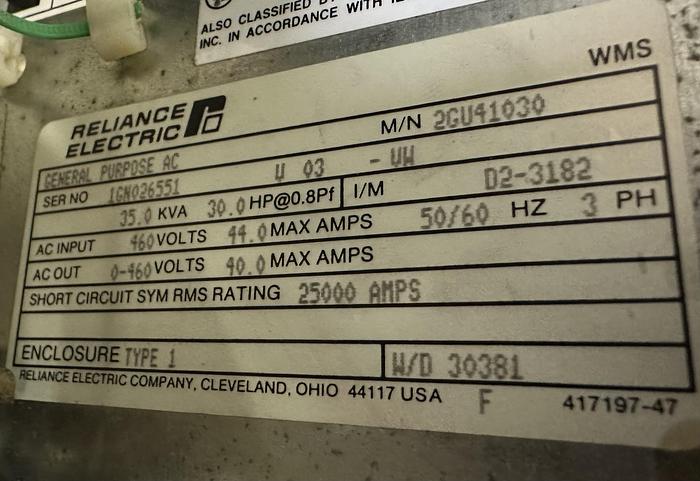 ALSO CLASSIFIED
INC. IN ACCORDANCE WITH
WMS
RELIANCE
ELECTRIC
M/N 2GU41030
GENERAL PURPOSE AC
U 03 - UW
SER NO 1GN026551
35.0 KVA 30.0 HP@0.8Pf I/M D2-3182
AC INPUT 460 VOLTS 44.0 MAX AMPS 50/60 HZ 3 PH
AC OUT 0-460 VOLTS 40.0 MAX AMPS
SHORT CIRCUIT SYM RMS RATING 25000 AMPS
ENCLOSURE TYPE 1 W/D 30381
RELIANCE ELECTRIC COMPANY, CLEVELAND, OHIO 44117 USA F 417197-47